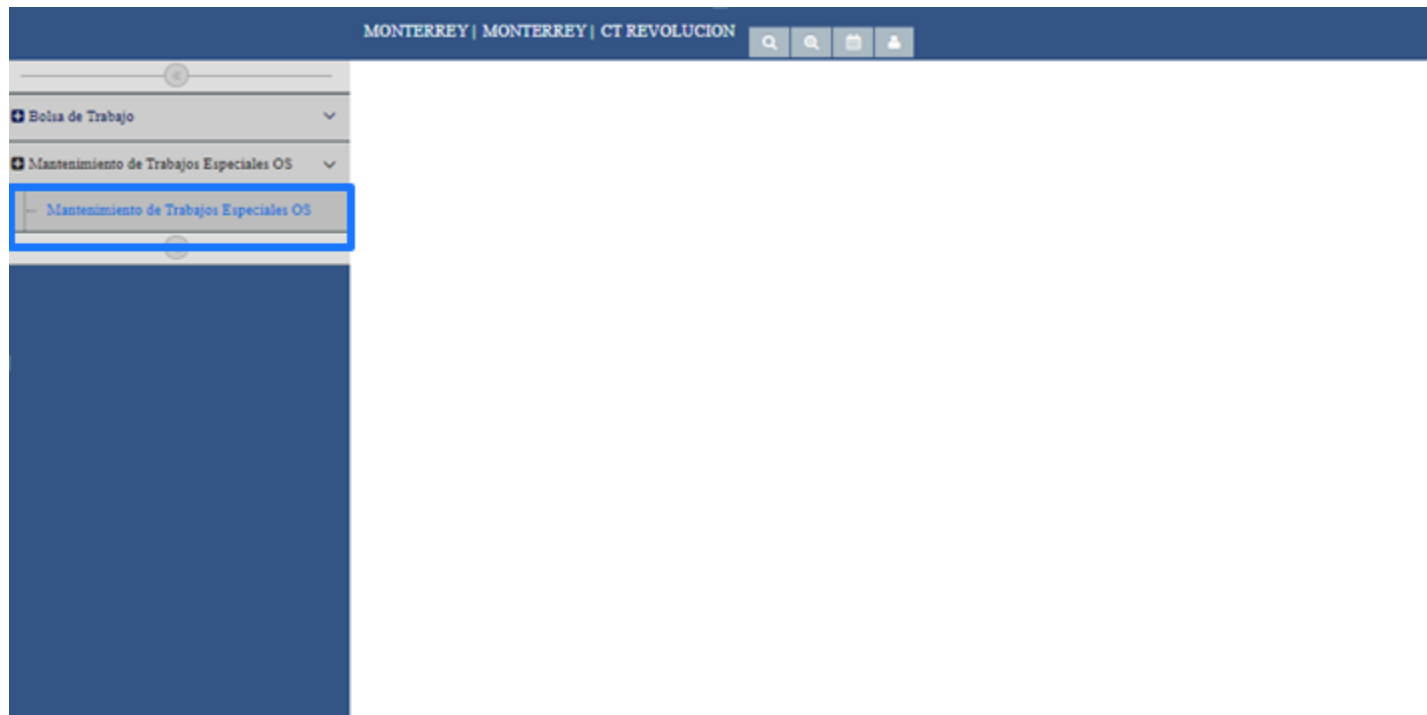 MONTERREY | MONTERREY | CT REVOLUCION
Bolsa de Trabajo
Mantenimiento de Trabajos Especiales OS
Mantenimiento de Trabajos Especiales OS